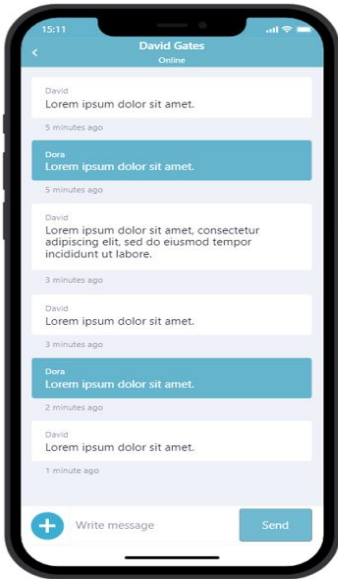 15:11
David Gates
Online
David
Lorem ipsum dolor sit amet.
5 minutes ago
Dora
Lorem ipsum dolor sit amet.
5 minutes ago
David
Lorem ipsum dolor sit amet, consectetur
adipiscing elit, sed do eiusmod tempor
incididunt ut labore.
3 minutes ago
David
Lorem ipsum dolor sit amet.
3 minutes ago
Dora
Lorem ipsum dolor sit amet.
2 minutes ago
David
Lorem ipsum dolor sit amet.
1 minute ago
Write message
Send